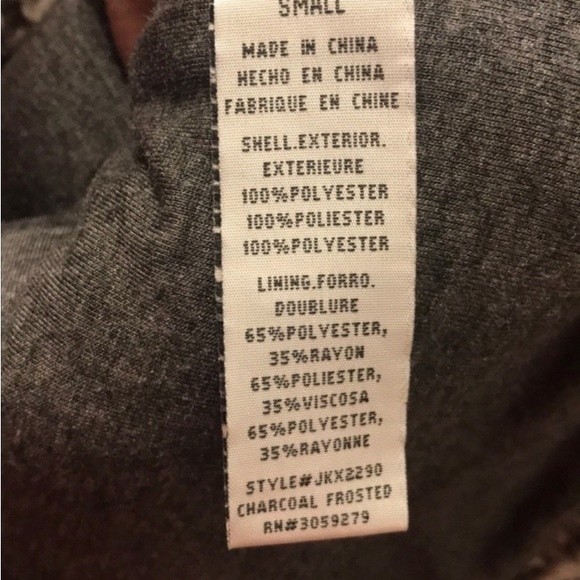 SMALL
MADE IN CHINA
HECHO EN CHINA
FABRIQUE EN CHINE
SHELL.EXTERIOR.
EXTERIEURE
100%POLYESTER
100%POLIESTER
100%POLYESTER
LINING.FORRO.
DOUBLURE
65%POLYESTER,
35%RAYON
65%POLIESTER,
35%VISCOSA
65%POLYESTER,
35%RAYONNE
STYLE#JKX2290
CHARCOAL FROSTED
RN#3059279